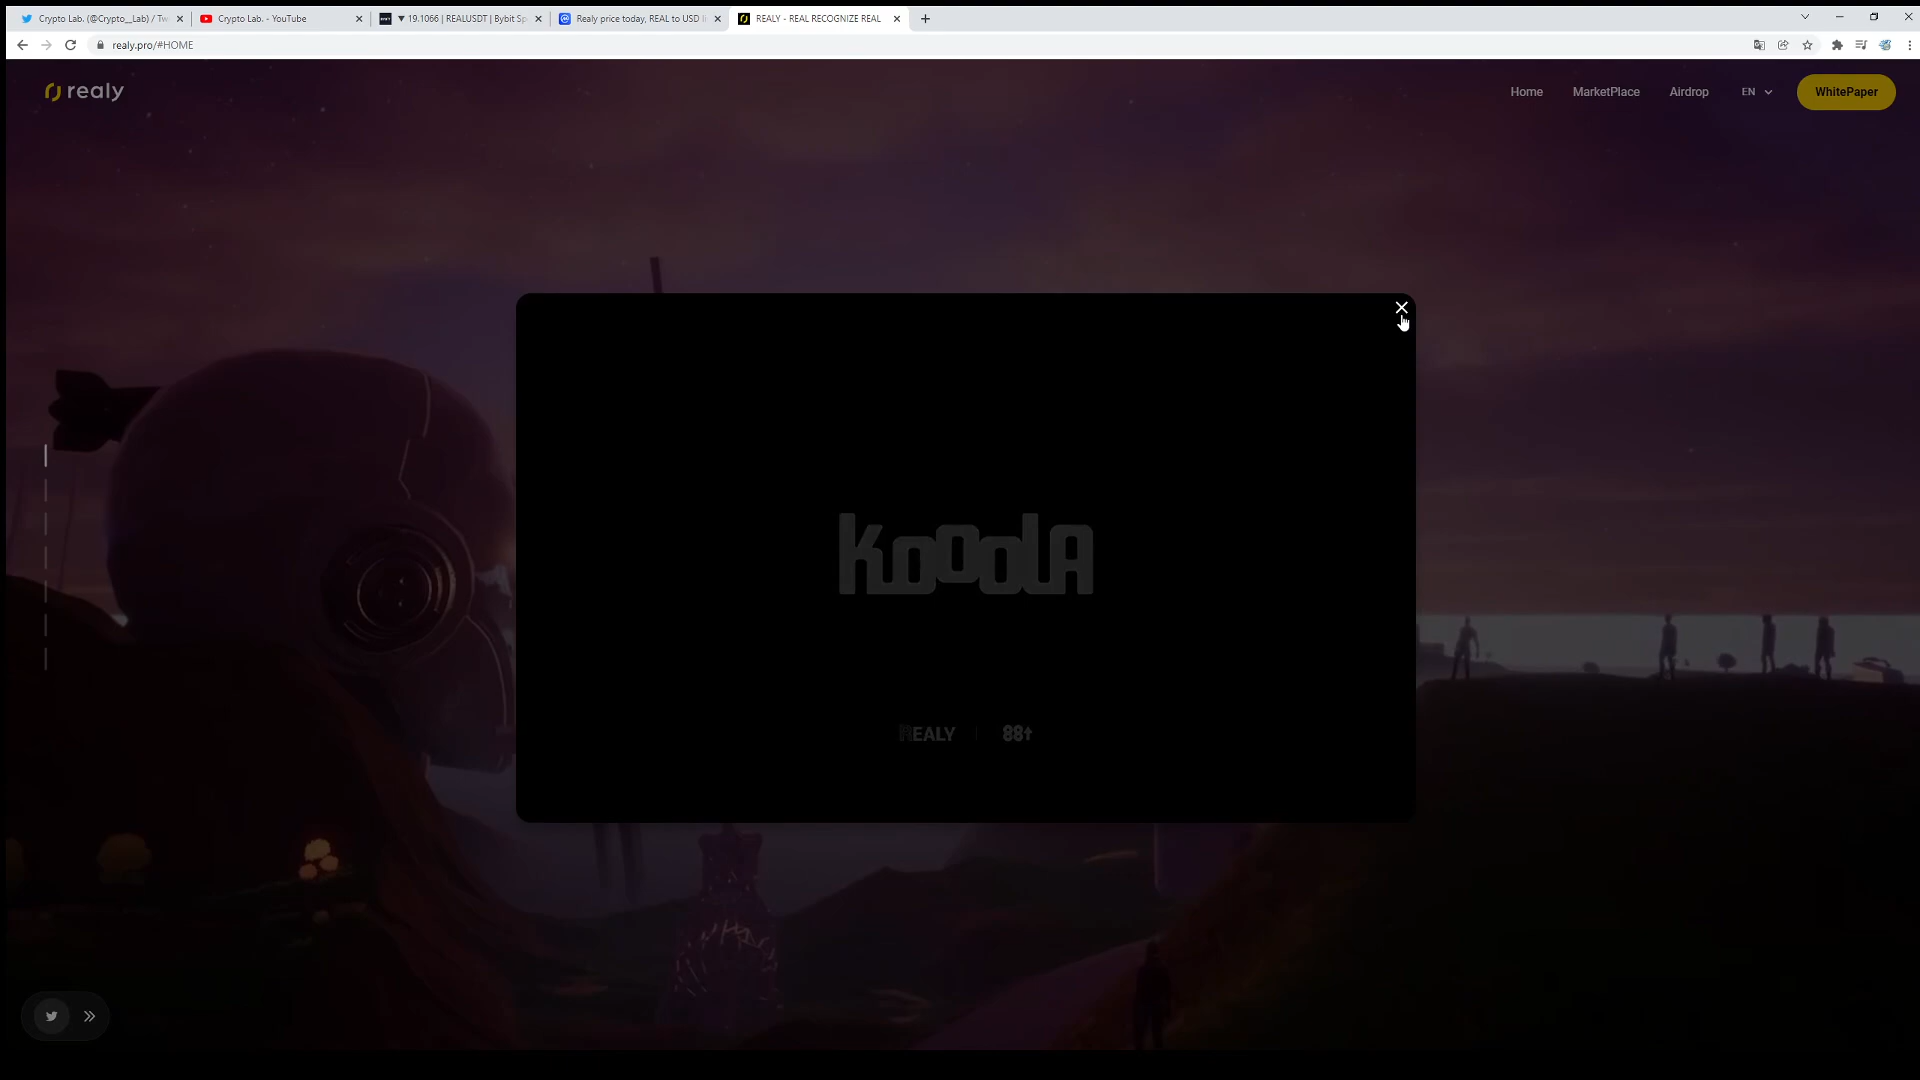 Crypto Lab. (@Crypto__Lab) / Tw
Crypto Lab. - YouTube
▼ 19.1066 | REALUSDT | Bybit Sp
Realy price today, REAL to USD li
REALY - REAL RECOGNIZE REAL
realy.pro/#HOME
realy
Home
MarketPlace
Airdrop
EN
WhitePaper
KOOOLA
REALY | 88↑